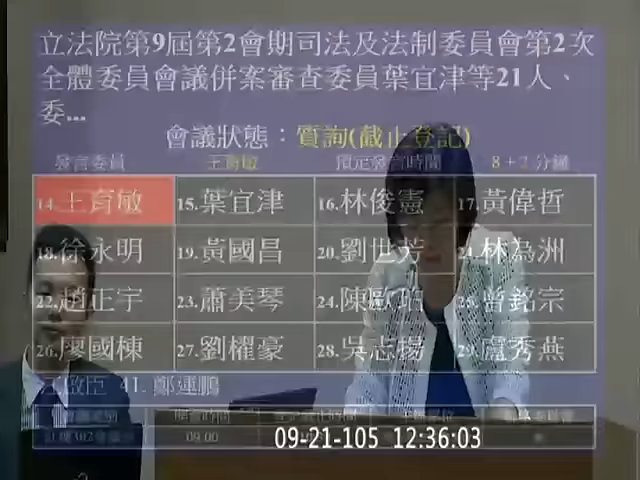 立法院第9屆第2會期司法及法制委員會第2次
全體委員會議併案審查委員葉宜津等21人、
委...
會議狀態：質詢(截止登記)
發言委員 王育敏 預定發言時間 8+2 分鐘
14.王育敏 15.葉宜津 16.林俊憲 17.黃偉哲
18.徐永明 19.黃國昌 20.劉世芳 21.林為洲
22.趙正宇 23.蕭美琴 24.陳歐珀 25.曾銘宗
26.廖國棟 27.劉櫂豪 28.吳志揚 29.盧秀燕
江啟臣 41. 鄭運鵬
09:00
09-21-105 12:36:03